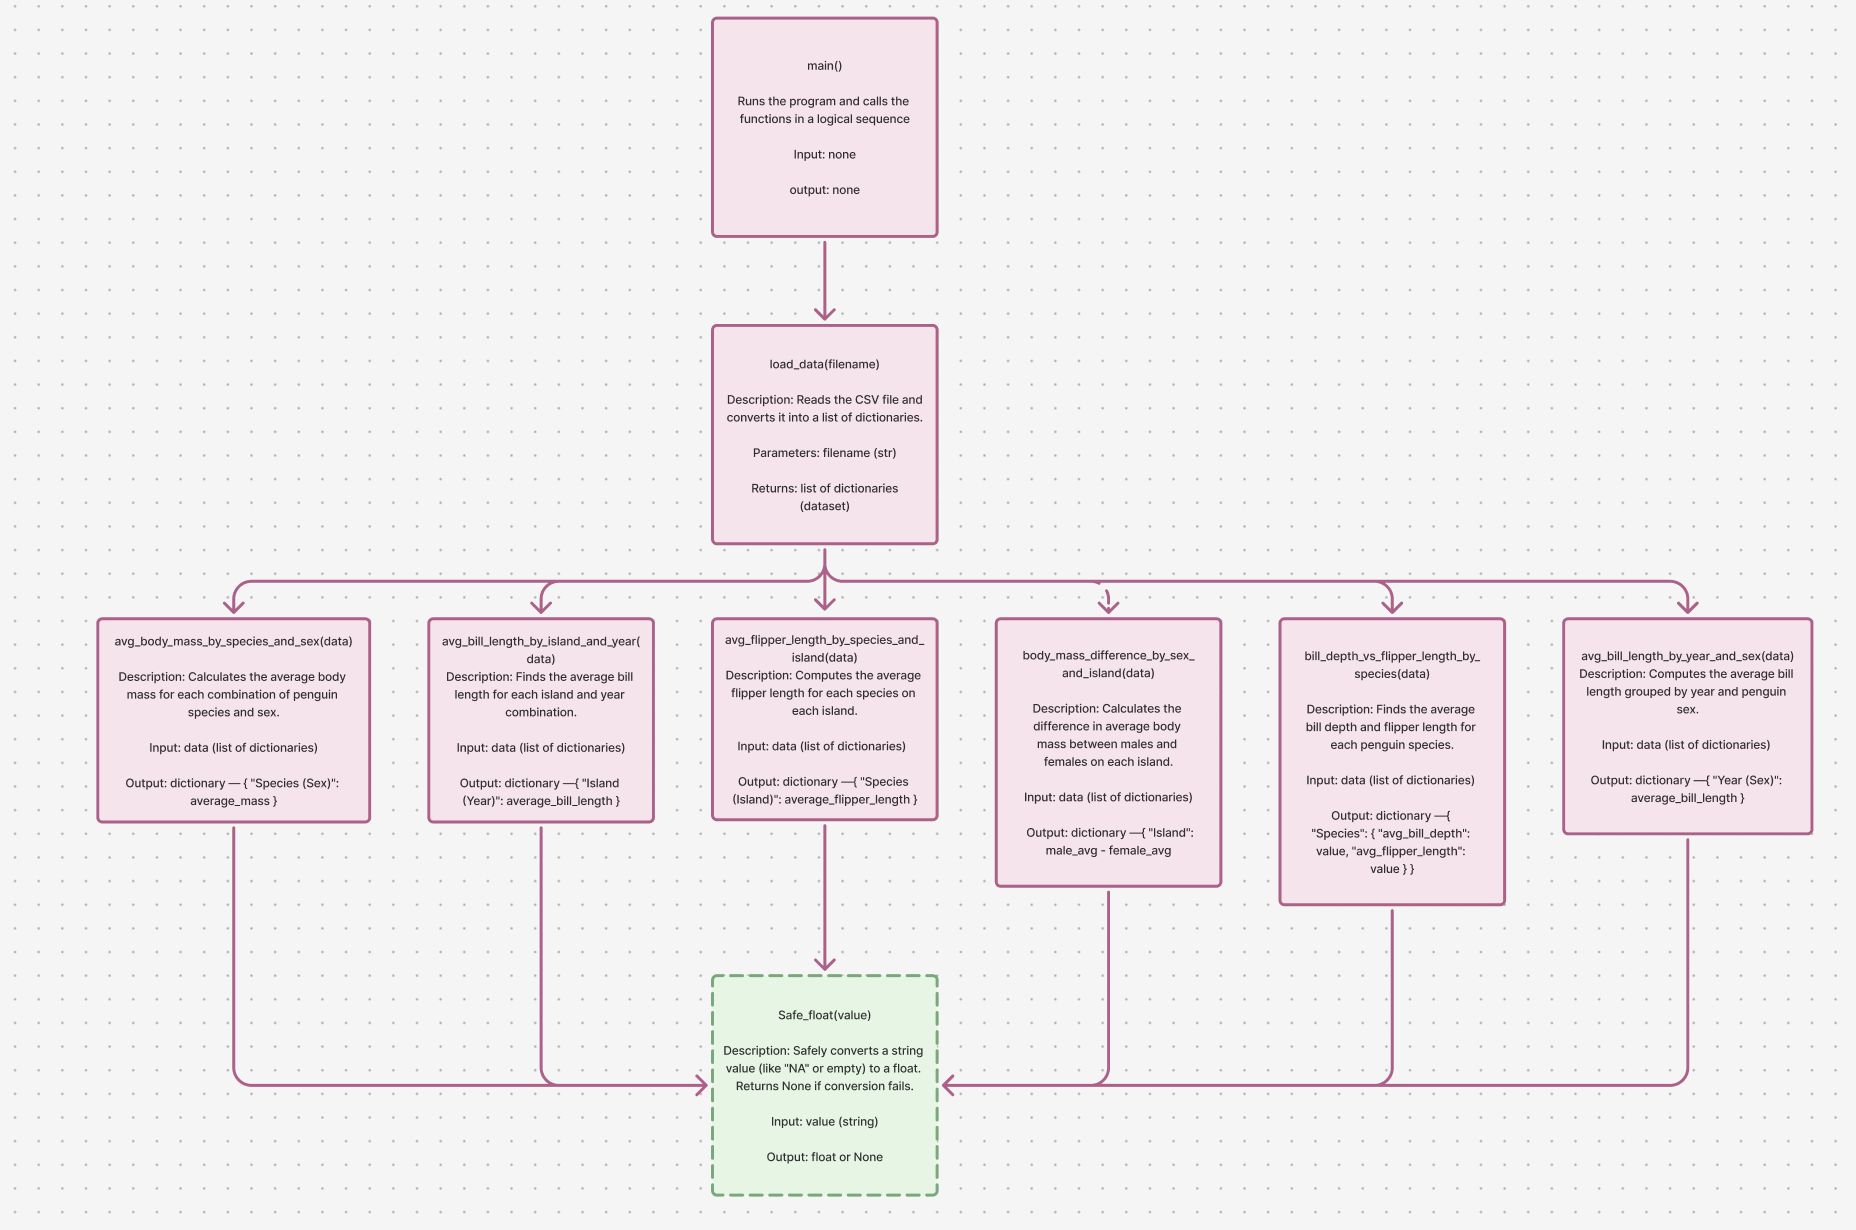 main()
Runs the program and calls the
functions in a logical sequence
Input: none
output: none
load_data(filename)
Description: Reads the CSV file and
converts it into a list of dictionaries.
Parameters: filename (str)
Returns: list of dictionaries
(dataset)
avg_body_mass_by_species_and_sex(data)
Description: Calculates the average body
mass for each combination of penguin
species and sex.
Input: data (list of dictionaries)
Output: dictionary — { "Species (Sex)":
average_mass }
avg_bill_length_by_island_and_year(
data)
Description: Finds the average bill
length for each island and year
combination.
Input: data (list of dictionaries)
Output: dictionary —{ "Island
(Year)": average_bill_length }
avg_flipper_length_by_species_and_
island(data)
Description: Computes the average
flipper length for each species on
each island.
Input: data (list of dictionaries)
Output: dictionary —{ "Species
(Island)": average_flipper_length }
body_mass_difference_by_sex_
and_island(data)
Description: Calculates the
difference in average body
mass between males and
females on each island.
Input: data (list of dictionaries)
Output: dictionary —{ "Island":
male_avg - female_avg
bill_depth_vs_flipper_length_by_
species(data)
Description: Finds the average
bill depth and flipper length for
each penguin species.
Input: data (list of dictionaries)
Output: dictionary —{
"Species": { "avg_bill_depth":
value, "avg_flipper_length":
value } }
avg_bill_length_by_year_and_sex(data)
Description: Computes the average bill
length grouped by year and penguin
sex.
Input: data (list of dictionaries)
Output: dictionary —{ "Year (Sex)":
average_bill_length }
Safe_float(value)
Description: Safely converts a string
value (like "NA" or empty) to a float.
Returns None if conversion fails.
Input: value (string)
Output: float or None